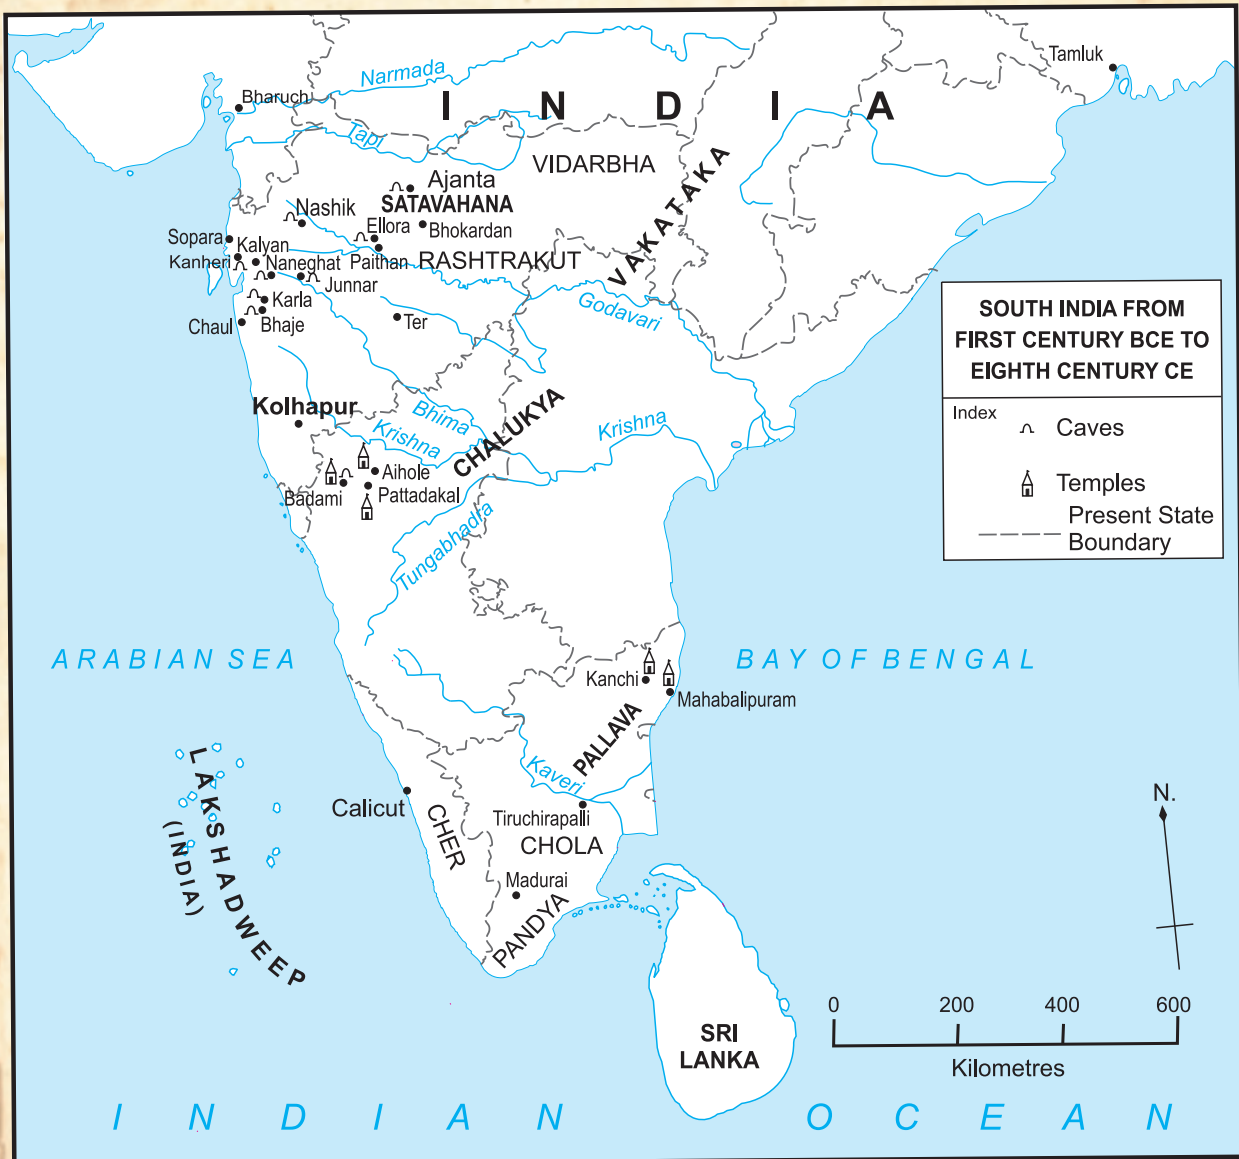 Tamluk
Narmada
Bharuch
I N D I A
Tapi
VIDARBHA
Ajanta
SATAVAHANA
Nashik
Ellora
Bhokardan
VAKATAKA
Sopara
Kalyan
Kanheri
Naneghat
Paithan
RASHTRAKUT
Junnar
Karla
Godavari
Chaul
Bhaje
Ter
SOUTH INDIA FROM
FIRST CENTURY BCE TO
EIGHTH CENTURY CE
Index
Caves
Temples
Present State
Boundary
Kolhapur
Bhima
Krishna
CHALUKYA
Krishna
Aihole
Badami
Pattadakal
Tungabhadra
ARABIAN SEA
BAY OF BENGAL
Kanchi
Mahabalipuram
PALLAVA
LAKSHADWEEP
(INDIA)
Kaveri
Calicut
CHER
Tiruchirapalli
CHOLA
Madurai
PANDYA
N.
0 200 400 600
Kilometres
SRI
LANKA
INDIAN OCEAN